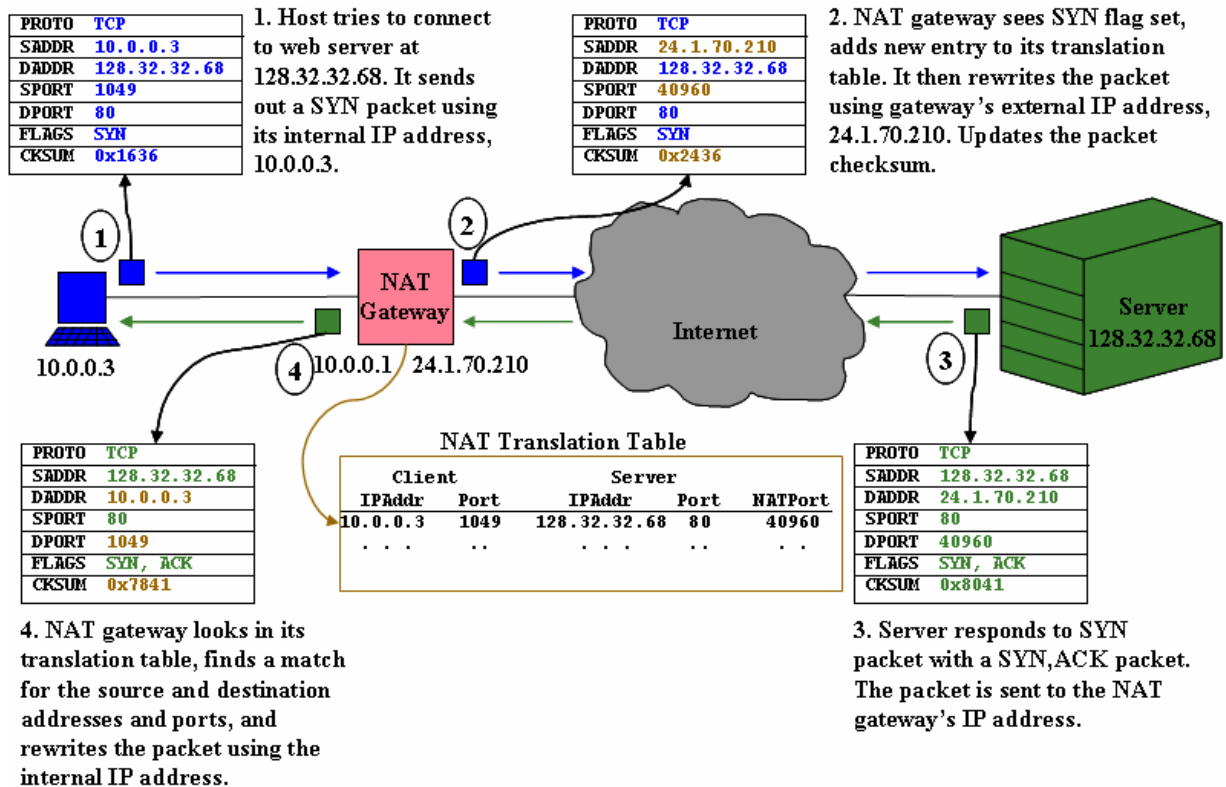 PROTO TCP
SADDR 10.0.0.3
DADDR 128.32.32.68
SPORT 1049
DPORT 80
FLAGS SYN
CKSUM 0x1636
1. Host tries to connect
to web server at
128.32.32.68. It sends
out a SYN packet using
its internal IP address,
10.0.0.3.
PROTO TCP
SADDR 24.1.70.210
DADDR 128.32.32.68
SPORT 40960
DPORT 80
FLAGS SYN
CKSUM 0x2436
2. NAT gateway sees SYN flag set,
adds new entry to its translation
table. It then rewrites the packet
using gateway's external IP address,
24.1.70.210. Updates the packet
checksum.
1
2
NAT
Gateway
Internet
Server
128.32.32.68
10.0.0.3
4
10.0.0.1
24.1.70.210
3
PROTO TCP
SADDR 128.32.32.68
DADDR 10.0.0.3
SPORT 80
DPORT 1049
FLAGS SYN, ACK
CKSUM 0x7841
NAT Translation Table
Client Server
IPAddr Port IPAddr Port NATPort
10.0.0.3 1049 128.32.32.68 80 40960
. . . .. . . . .. . .
PROTO TCP
SADDR 128.32.32.68
DADDR 24.1.70.210
SPORT 80
DPORT 40960
FLAGS SYN, ACK
CKSUM 0x8041
4. NAT gateway looks in its
translation table, finds a match
for the source and destination
addresses and ports, and
rewrites the packet using the
internal IP address.
3. Server responds to SYN
packet with a SYN,ACK packet.
The packet is sent to the NAT
gateway's IP address.